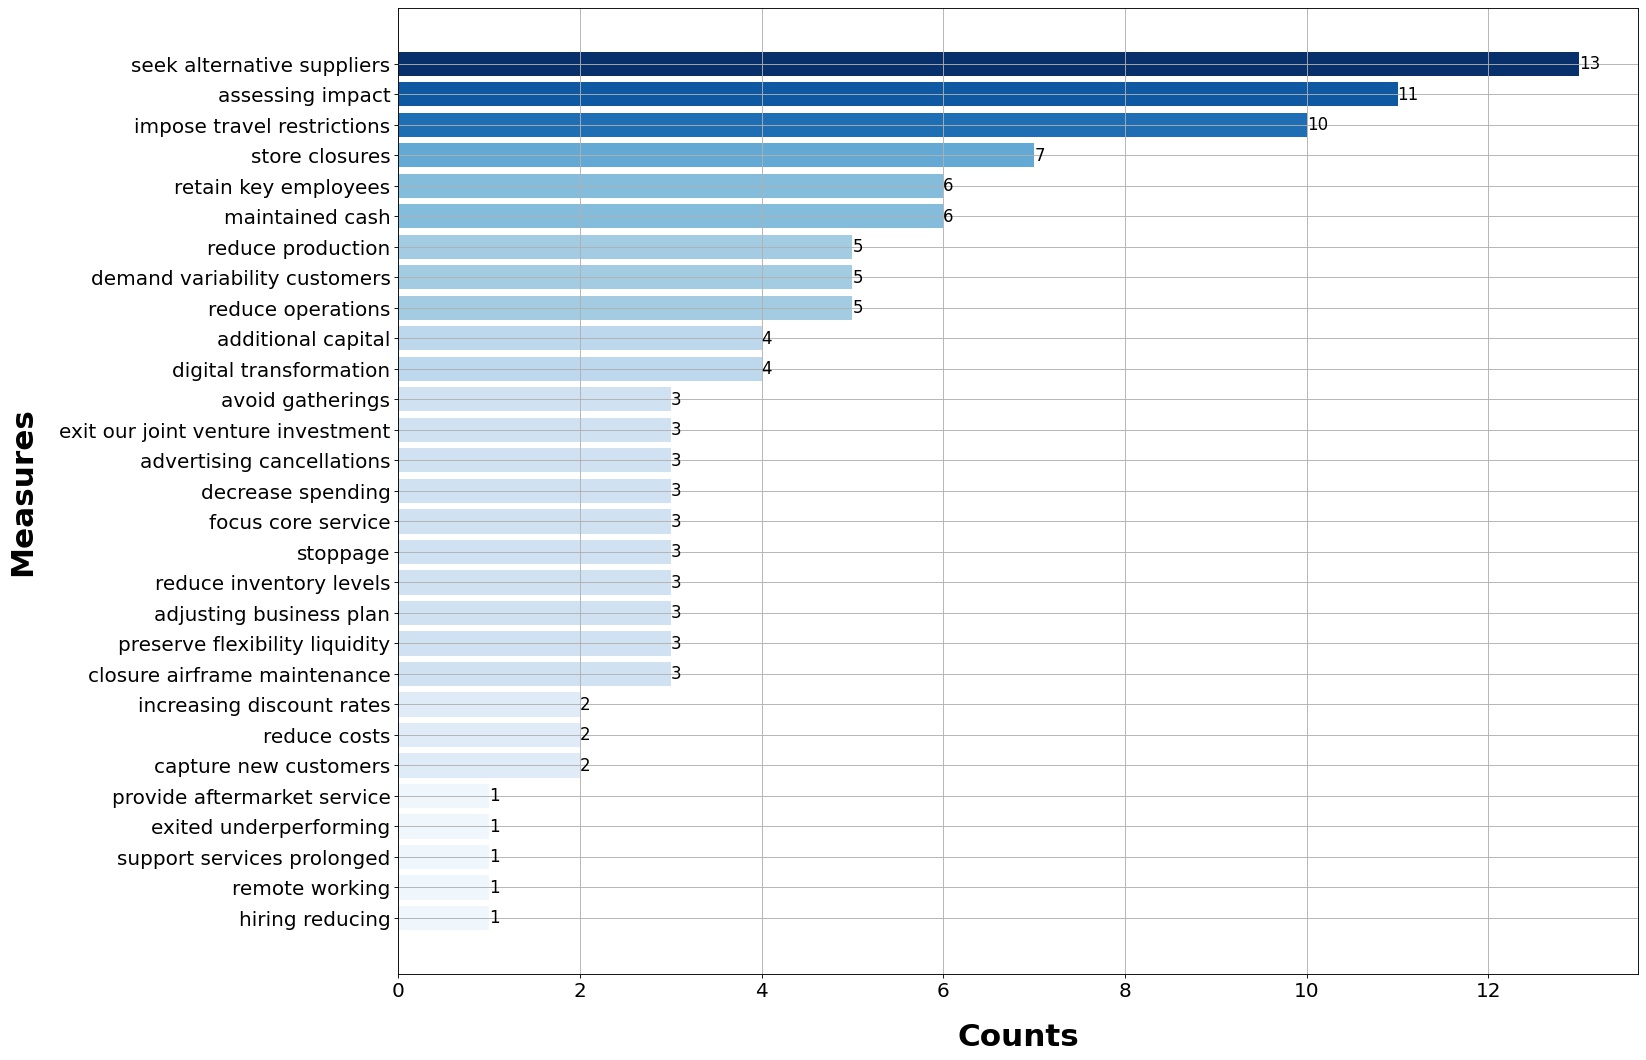 seek alternative suppliers 13
assessing impact 11
impose travel restrictions 10
store closures 7
retain key employees 6
maintained cash 6
reduce production 5
demand variability customers 5
reduce operations 5
additional capital 4
digital transformation 4
avoid gatherings 3
exit our joint venture investment 3
advertising cancellations 3
decrease spending 3
focus core service 3
stoppage 3
reduce inventory levels 3
adjusting business plan 3
preserve flexibility liquidity 3
closure airframe maintenance 3
increasing discount rates 2
reduce costs 2
capture new customers 2
provide aftermarket service 1
exited underperforming 1
support services prolonged 1
remote working 1
hiring reducing 1
Measures
0 2 4 6 8 10 12
Counts